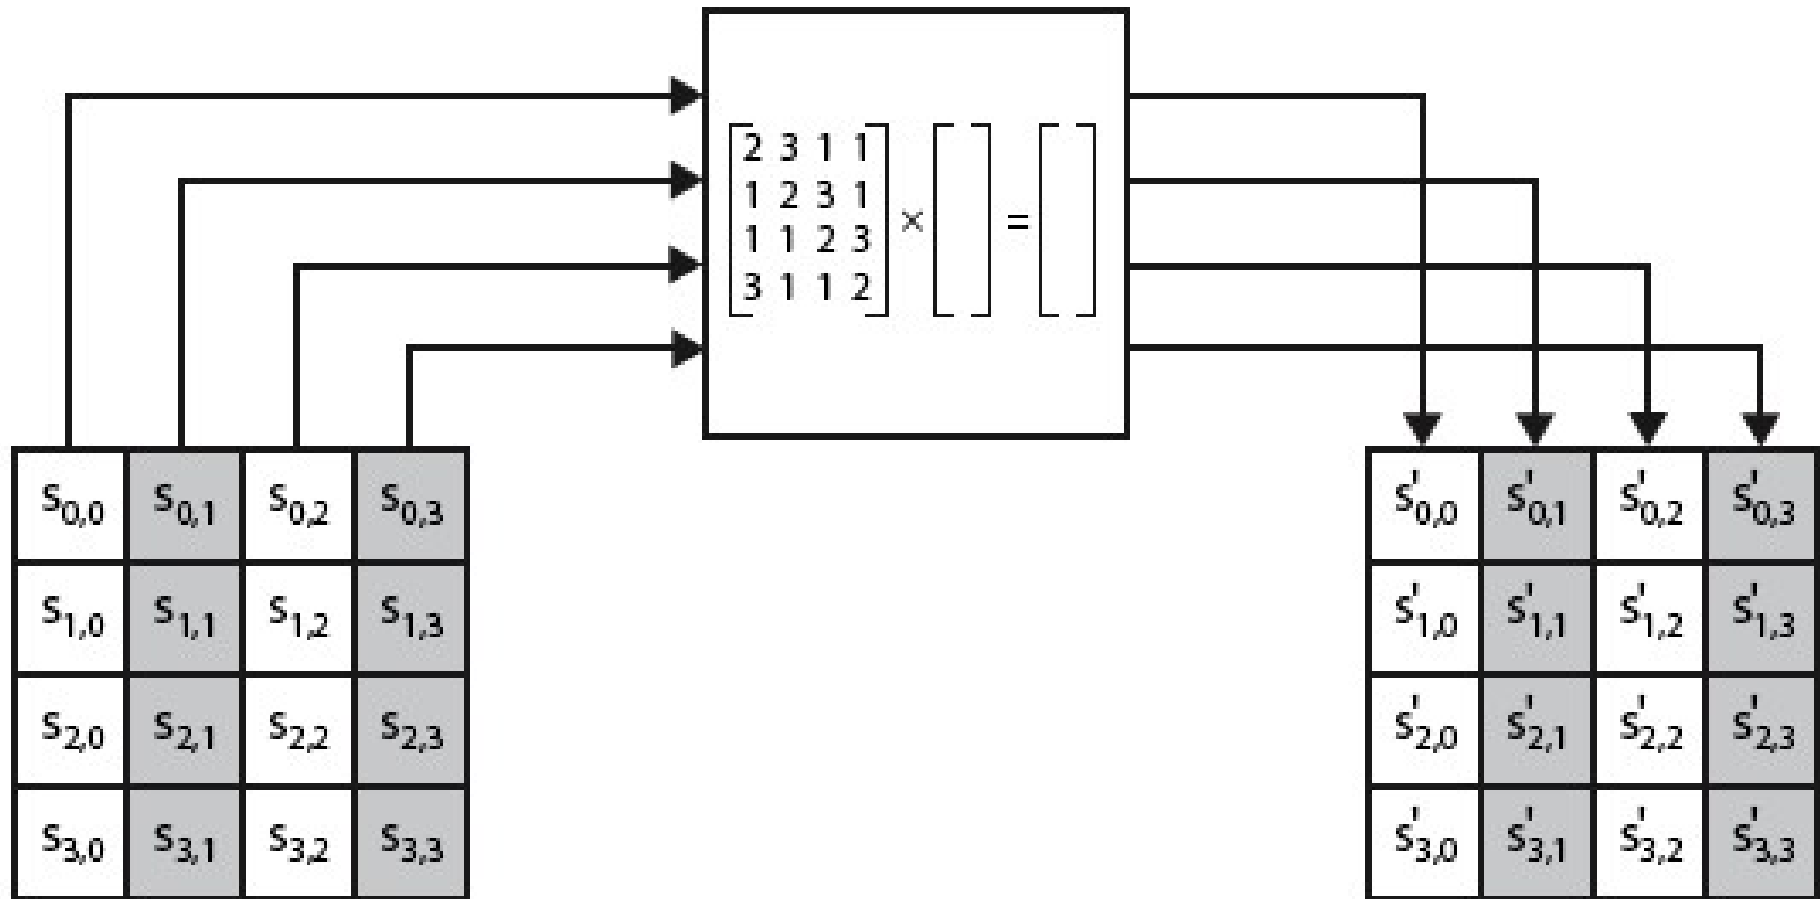 2 3 1 1
1 2 3 1
1 1 2 3
3 1 1 2
× =
S0,0 S0,1 S0,2 S0,3
S1,0 S1,1 S1,2 S1,3
S2,0 S2,1 S2,2 S2,3
S3,0 S3,1 S3,2 S3,3
S'0,0 S'0,1 S'0,2 S'0,3
S'1,0 S'1,1 S'1,2 S'1,3
S'2,0 S'2,1 S'2,2 S'2,3
S'3,0 S'3,1 S'3,2 S'3,3